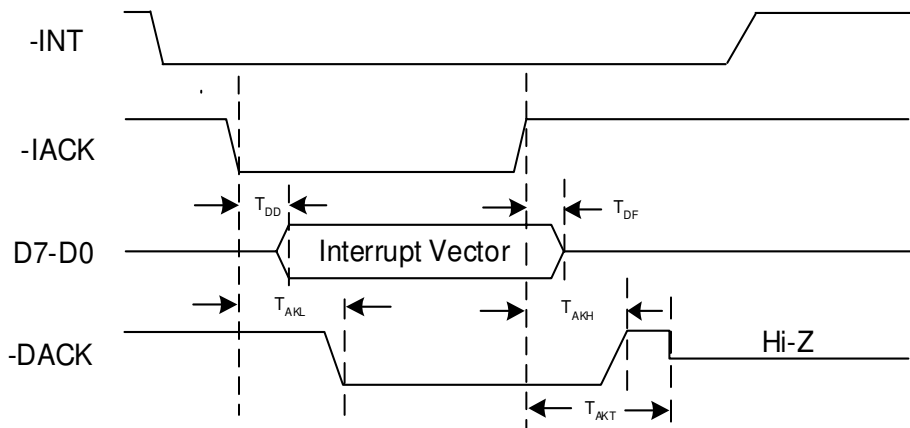 -INT
-IACK
T_DD
T_DF
D7-D0
Interrupt Vector
T_AKL
T_AKH
-DACK
Hi-Z
T_AKT